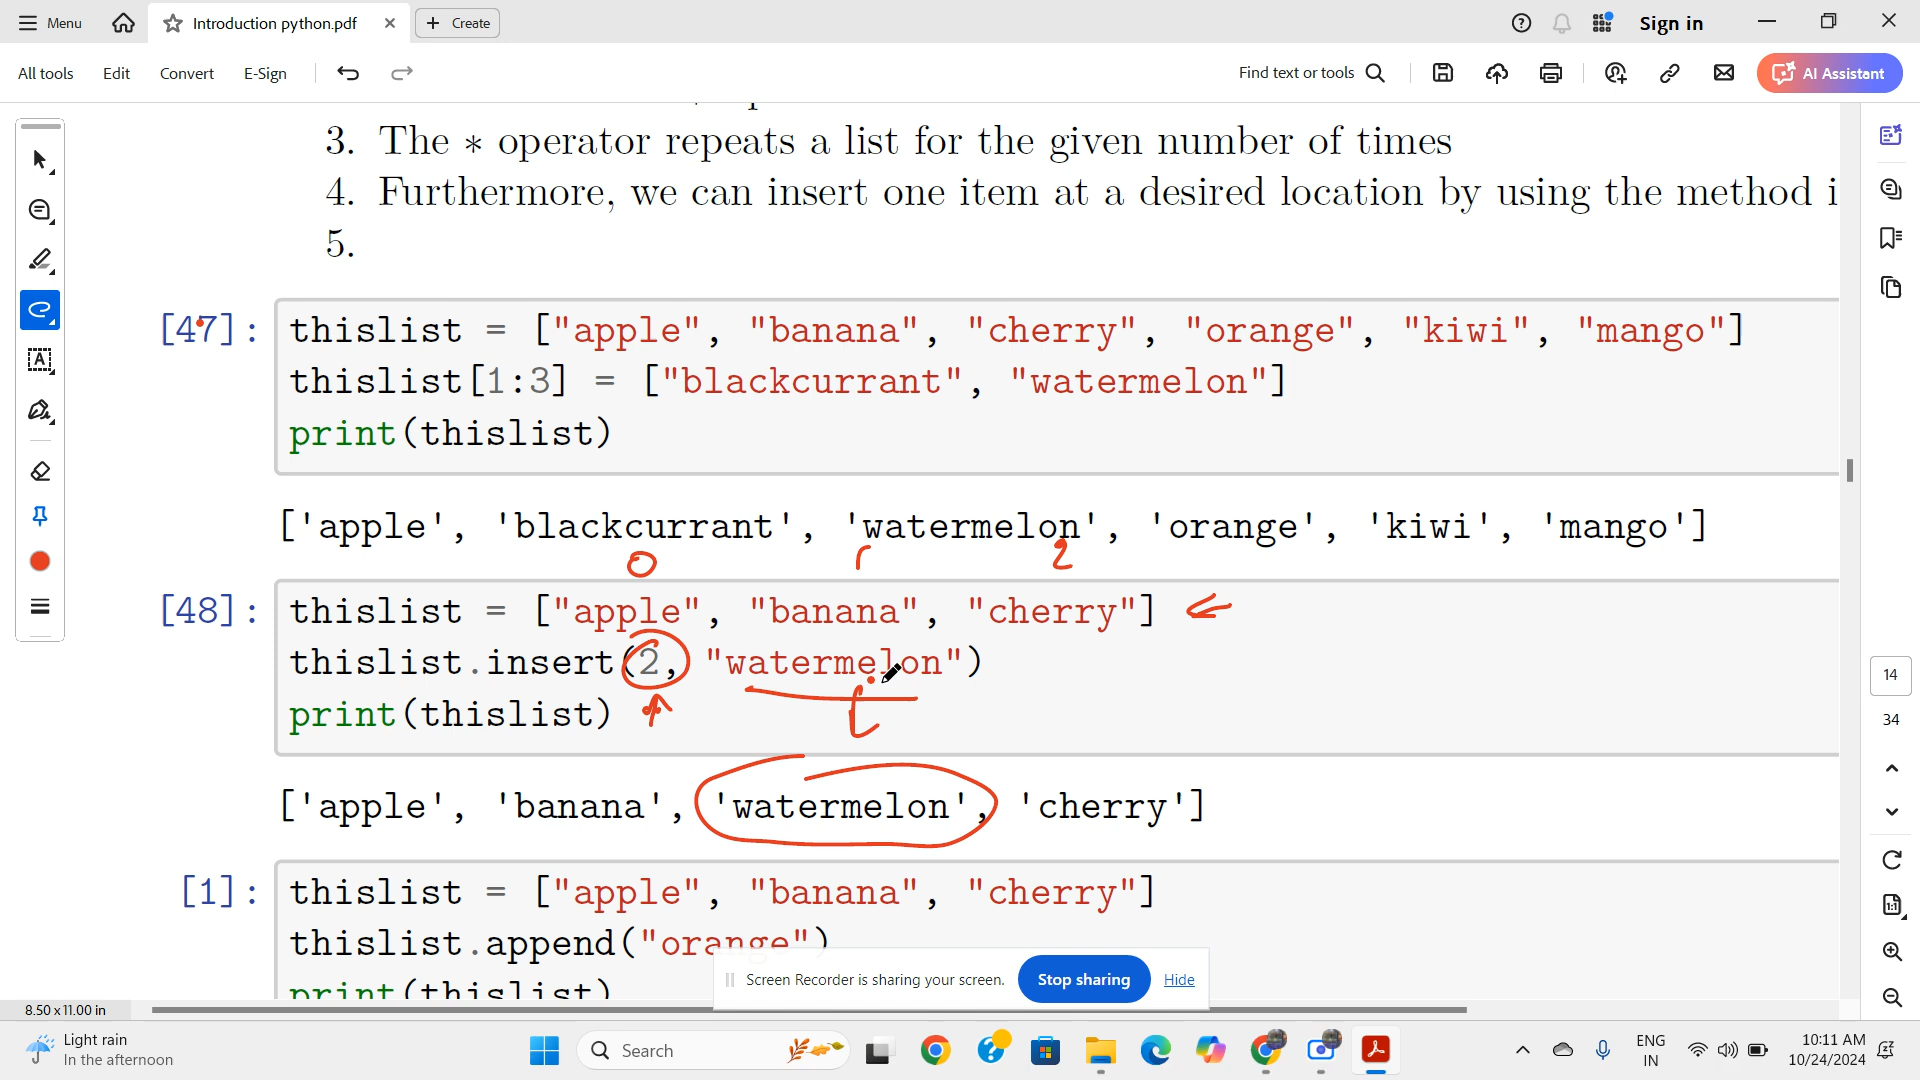 Menu
Introduction python.pdf
Create
Sign in
All tools
Edit
Convert
E-Sign
Find text or tools
AI Assistant
3. The * operator repeats a list for the given number of times
4. Furthermore, we can insert one item at a desired location by using the method i
5.
[47]: thislist = ["apple", "banana", "cherry", "orange", "kiwi", "mango"]
thislist[1:3] = ["blackcurrant", "watermelon"]
print(thislist)
['apple', 'blackcurrant', 'watermelon', 'orange', 'kiwi', 'mango']
0 1 2
[48]: thislist = ["apple", "banana", "cherry"]
thislist.insert(2, "watermelon")
print(thislist)
['apple', 'banana', 'watermelon', 'cherry']
[1]: thislist = ["apple", "banana", "cherry"]
thislist.append("orange")
print(thislist)
14
34
1:1
Screen Recorder is sharing your screen.
Stop sharing
Hide
8.50 x 11.00 in
Light rain
In the afternoon
Search
ENG
IN
10:11 AM
10/24/2024